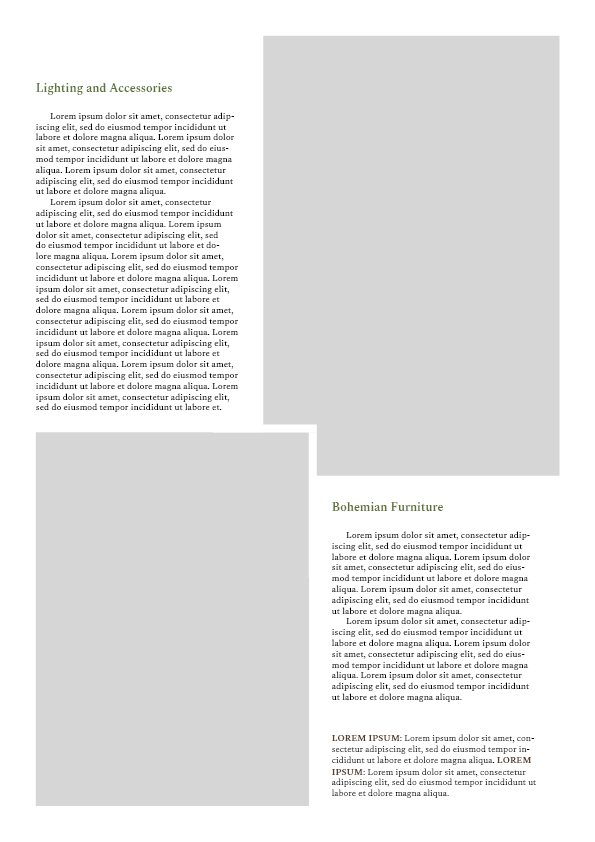 Lighting and Accessories
Lorem ipsum dolor sit amet, consectetur adip-
iscing elit, sed do eiusmod tempor incididunt ut
labore et dolore magna aliqua. Lorem ipsum dolor
sit amet, consectetur adipiscing elit, sed do eius-
mod tempor incididunt ut labore et dolore magna
aliqua. Lorem ipsum dolor sit amet, consectetur
adipiscing elit, sed do eiusmod tempor incididunt
ut labore et dolore magna aliqua.
Lorem ipsum dolor sit amet, consectetur
adipiscing elit, sed do eiusmod tempor incididunt
ut labore et dolore magna aliqua. Lorem ipsum
dolor sit amet, consectetur adipiscing elit, sed
do eiusmod tempor incididunt ut labore et do-
lore magna aliqua. Lorem ipsum dolor sit amet,
consectetur adipiscing elit, sed do eiusmod tempor
incididunt ut labore et dolore magna aliqua. Lorem
ipsum dolor sit amet, consectetur adipiscing elit,
sed do eiusmod tempor incididunt ut labore et
dolore magna aliqua. Lorem ipsum dolor sit amet,
consectetur adipiscing elit, sed do eiusmod tempor
incididunt ut labore et dolore magna aliqua. Lorem
ipsum dolor sit amet, consectetur adipiscing elit,
sed do eiusmod tempor incididunt ut labore et
dolore magna aliqua. Lorem ipsum dolor sit amet,
consectetur adipiscing elit, sed do eiusmod tempor
incididunt ut labore et dolore magna aliqua. Lorem
ipsum dolor sit amet, consectetur adipiscing elit,
sed do eiusmod tempor incididunt ut labore et.
Bohemian Furniture
Lorem ipsum dolor sit amet, consectetur adip-
iscing elit, sed do eiusmod tempor incididunt ut
labore et dolore magna aliqua. Lorem ipsum dolor
sit amet, consectetur adipiscing elit, sed do eius-
mod tempor incididunt ut labore et dolore magna
aliqua. Lorem ipsum dolor sit amet, consectetur
adipiscing elit, sed do eiusmod tempor incididunt
ut labore et dolore magna aliqua.
Lorem ipsum dolor sit amet, consectetur adip-
iscing elit, sed do eiusmod tempor incididunt ut
labore et dolore magna aliqua. Lorem ipsum dolor
sit amet, consectetur adipiscing elit, sed do eius-
mod tempor incididunt ut labore et dolore magna
aliqua. Lorem ipsum dolor sit amet, consectetur
adipiscing elit, sed do eiusmod tempor incididunt
ut labore et dolore magna aliqua.
LOREM IPSUM: Lorem ipsum dolor sit amet, con-
sectetur adipiscing elit, sed do eiusmod tempor in-
cididunt ut labore et dolore magna aliqua. LOREM
IPSUM: Lorem ipsum dolor sit amet, consectetur
adipiscing elit, sed do eiusmod tempor incididunt ut
labore et dolore magna aliqua.